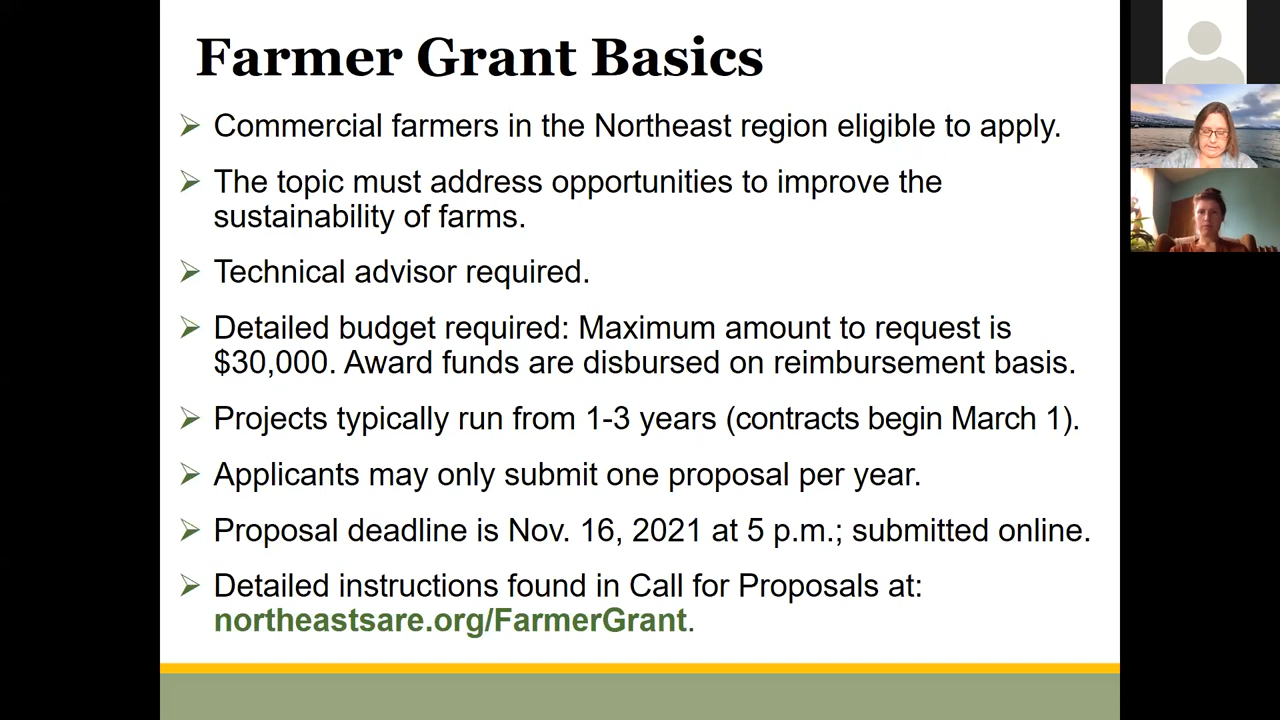 Farmer Grant Basics
Commercial farmers in the Northeast region eligible to apply.
The topic must address opportunities to improve the
sustainability of farms.
Technical advisor required.
Detailed budget required: Maximum amount to request is
$30,000. Award funds are disbursed on reimbursement basis.
Projects typically run from 1-3 years (contracts begin March 1).
Applicants may only submit one proposal per year.
Proposal deadline is Nov. 16, 2021 at 5 p.m.; submitted online.
Detailed instructions found in Call for Proposals at:
northeastsare.org/FarmerGrant.